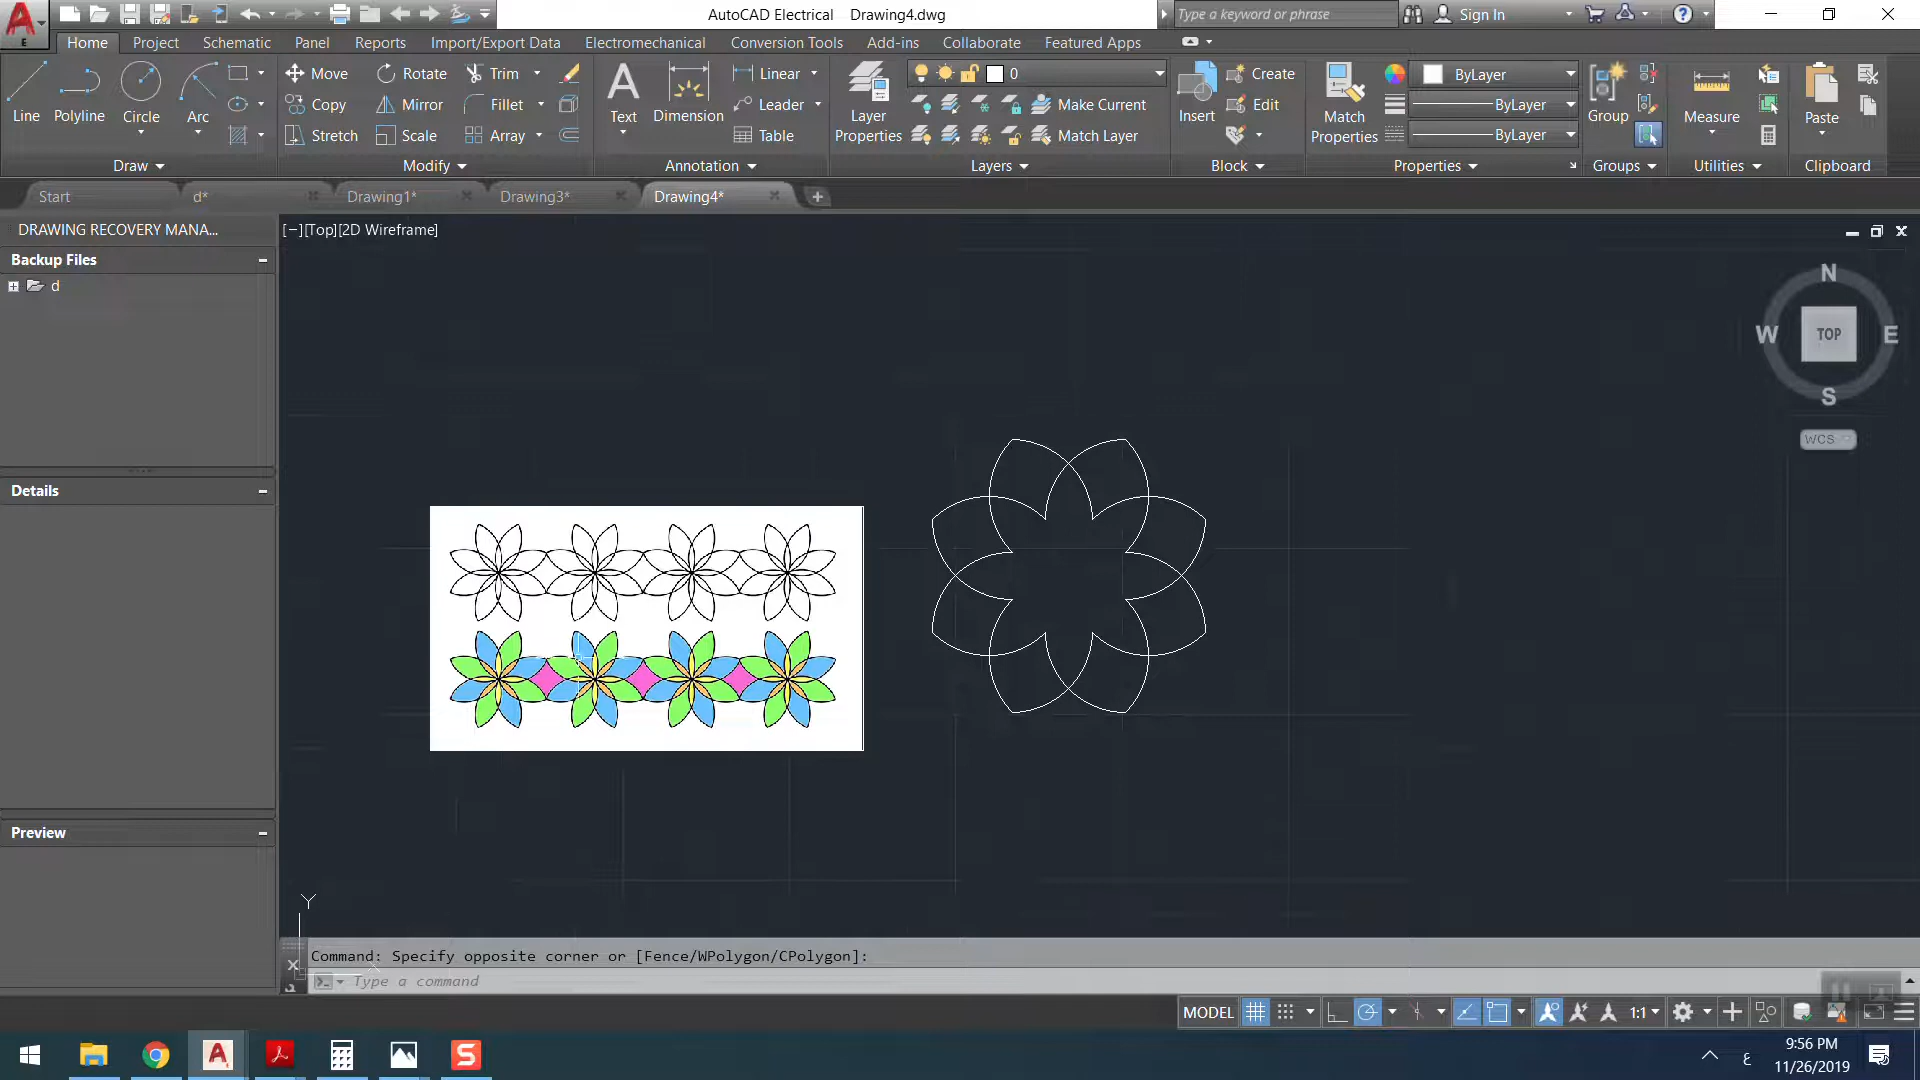 AutoCAD Electrical Drawing4.dwg
Type a keyword or phrase
Sign In
E
Home Project Schematic Panel Reports Import/Export Data Electromechanical Conversion Tools Add-ins Collaborate Featured Apps
Line Polyline Circle Arc
Draw
Move Rotate Trim
Copy Mirror Fillet
Stretch Scale Array
Modify
Text Dimension
Linear
Leader
Table
Annotation
Layer Properties
0
Make Current
Match Layer
Layers
Insert
Create
Edit
Block
Match Properties
ByLayer
ByLayer
ByLayer
Properties
Group
Groups
Measure
Utilities
Paste
Clipboard
Start d* Drawing1* Drawing3* Drawing4*
DRAWING RECOVERY MANA...
Backup Files
d
Details
Preview
[−][Top][2D Wireframe]
N
W TOP E
S
WCS
Y
Command: Specify opposite corner or [Fence/WPolygon/CPolygon]:
Type a command
MODEL 1:1
9:56 PM
ع
11/26/2019